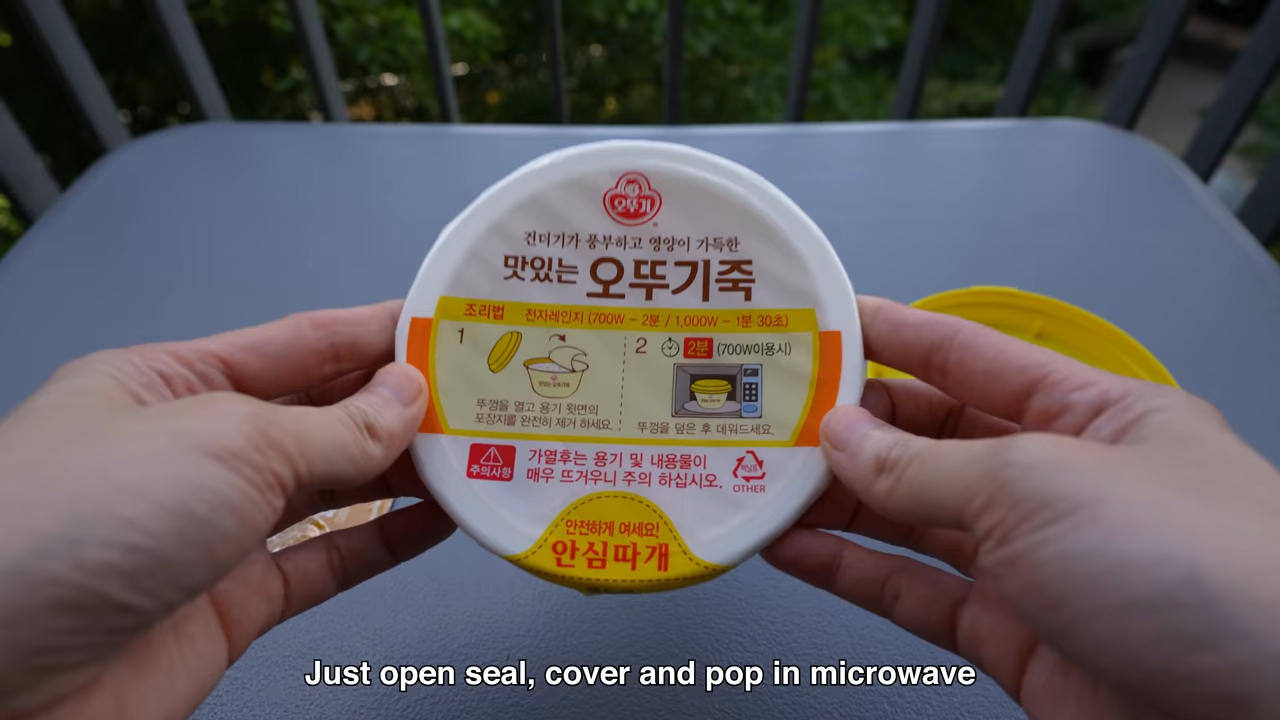 오뚜기
건더기가 풍부하고 영양이 가득한
맛있는 오뚜기죽
조리법 전자레인지 (700W - 2분 / 1,000W - 1분 30초)
1
뚜껑을 열고 용기 윗면의
포장지를 완전히 제거 하세요.
2 2분 (700W이용시)
뚜껑을 덮은 후 데워드세요.
주의사항
가열후는 용기 및 내용물이
매우 뜨거우니 주의 하십시오.
OTHER
안전하게 여세요!
안심따개
Just open seal, cover and pop in microwave